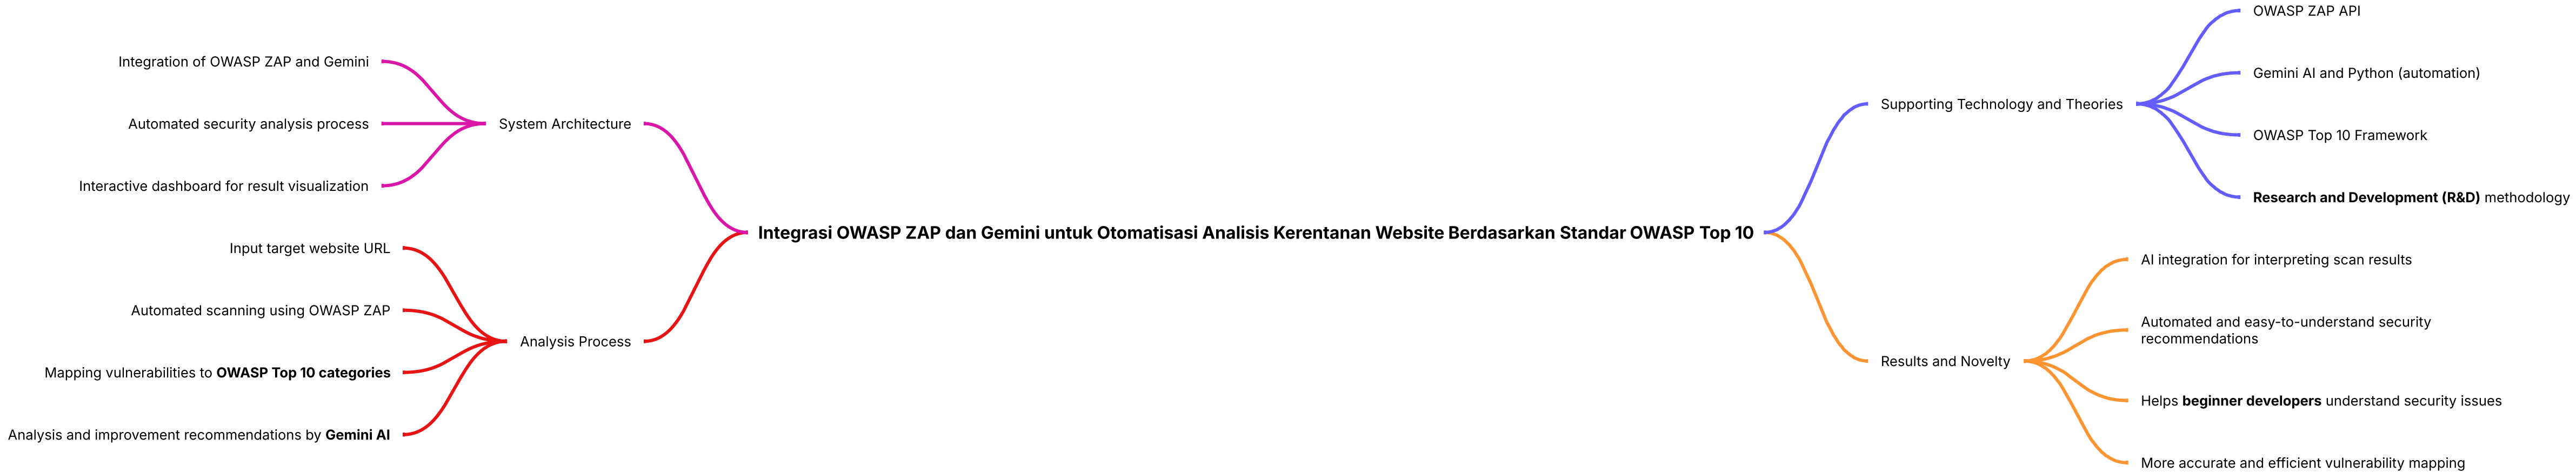 Integrasi OWASP ZAP dan Gemini untuk Otomatisasi Analisis Kerentanan Website Berdasarkan Standar OWASP Top 10
System Architecture
Integration of OWASP ZAP and Gemini
Automated security analysis process
Interactive dashboard for result visualization
Analysis Process
Input target website URL
Automated scanning using OWASP ZAP
Mapping vulnerabilities to OWASP Top 10 categories
Analysis and improvement recommendations by Gemini AI
Supporting Technology and Theories
OWASP ZAP API
Gemini AI and Python (automation)
OWASP Top 10 Framework
Research and Development (R&D) methodology
Results and Novelty
AI integration for interpreting scan results
Automated and easy-to-understand security
recommendations
Helps beginner developers understand security issues
More accurate and efficient vulnerability mapping